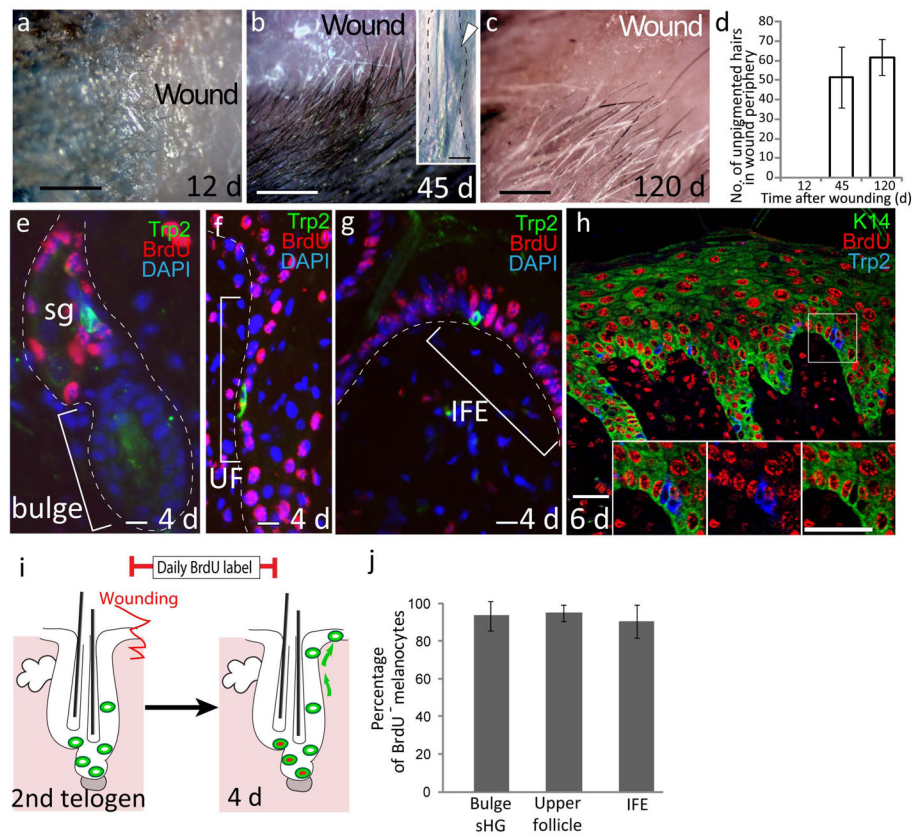 a
Wound
12 d
b
Wound
45 d
c
Wound
120 d
d
No. of unpigmented hairs
in wound periphery
80
70
60
50
40
30
20
10
0
12 45 120
Time after wounding (d)
e
Trp2
BrdU
DAPI
sg
bulge
4 d
f
Trp2
BrdU
DAPI
UF
4 d
g
Trp2
BrdU
DAPI
IFE
4 d
h
K14
BrdU
Trp2
6 d
i
Daily BrdU label
Wounding
2nd telogen
4 d
j
Percentage
of BrdU⁻ melanocytes
100
80
60
40
20
0
Bulge Upper IFE
sHG follicle